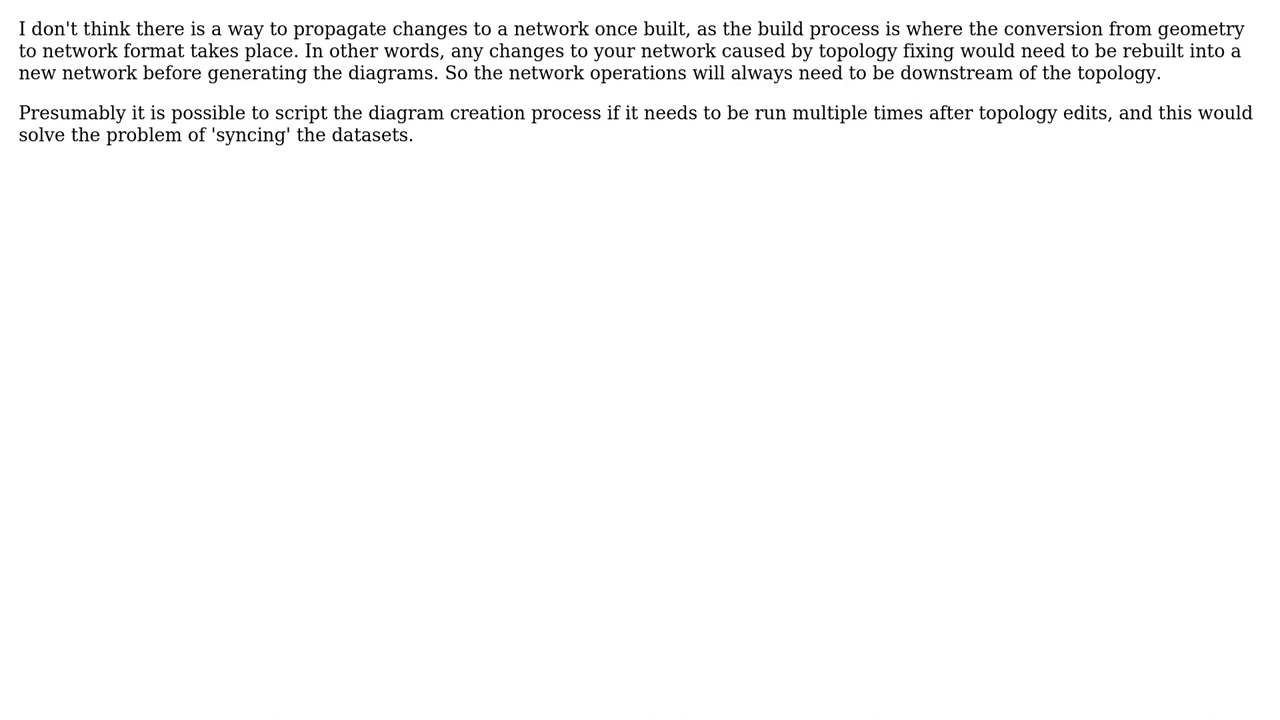 I don't think there is a way to propagate changes to a network once built, as the build process is where the conversion from geometry
to network format takes place. In other words, any changes to your network caused by topology fixing would need to be rebuilt into a
new network before generating the diagrams. So the network operations will always need to be downstream of the topology.
Presumably it is possible to script the diagram creation process if it needs to be run multiple times after topology edits, and this would
solve the problem of 'syncing' the datasets.